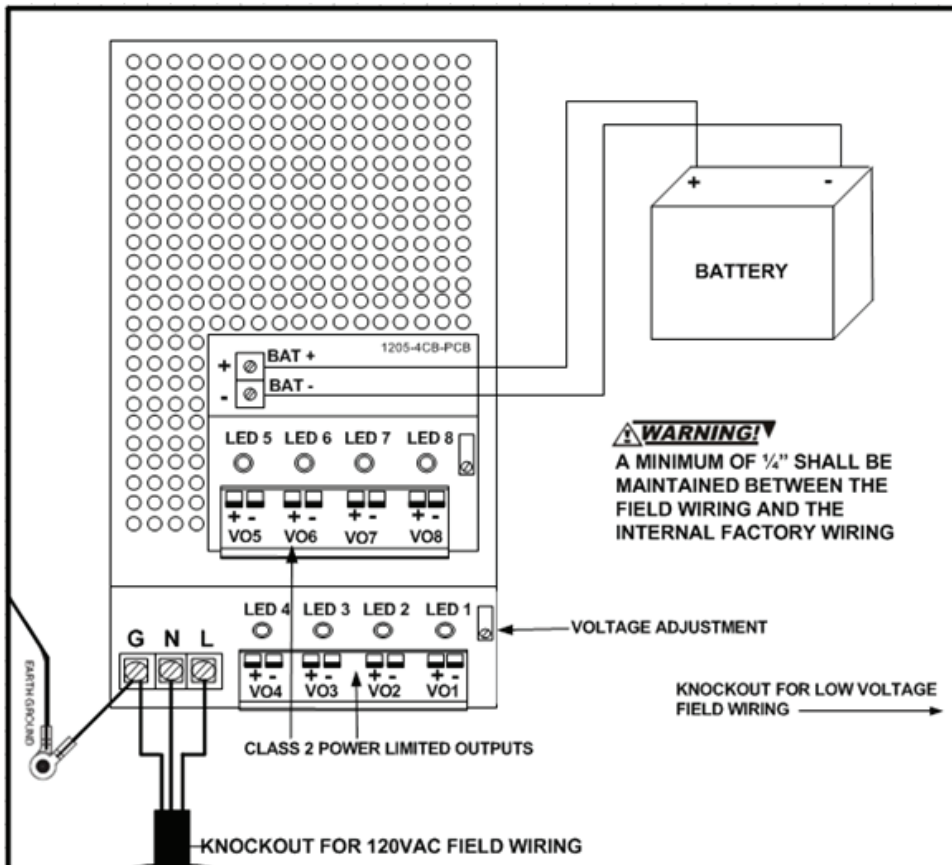 1205-4CB-PCB
+ BAT +
- BAT -
+ -
BATTERY
LED 5 LED 6 LED 7 LED 8
+ - + - + - + -
VO5 VO6 VO7 VO8
WARNING!
A MINIMUM OF ¼” SHALL BE
MAINTAINED BETWEEN THE
FIELD WIRING AND THE
INTERNAL FACTORY WIRING
LED 4 LED 3 LED 2 LED 1
VOLTAGE ADJUSTMENT
G N L
+ - + - + - + -
VO4 VO3 VO2 VO1
EARTH GROUND
KNOCKOUT FOR LOW VOLTAGE
FIELD WIRING
CLASS 2 POWER LIMITED OUTPUTS
KNOCKOUT FOR 120VAC FIELD WIRING